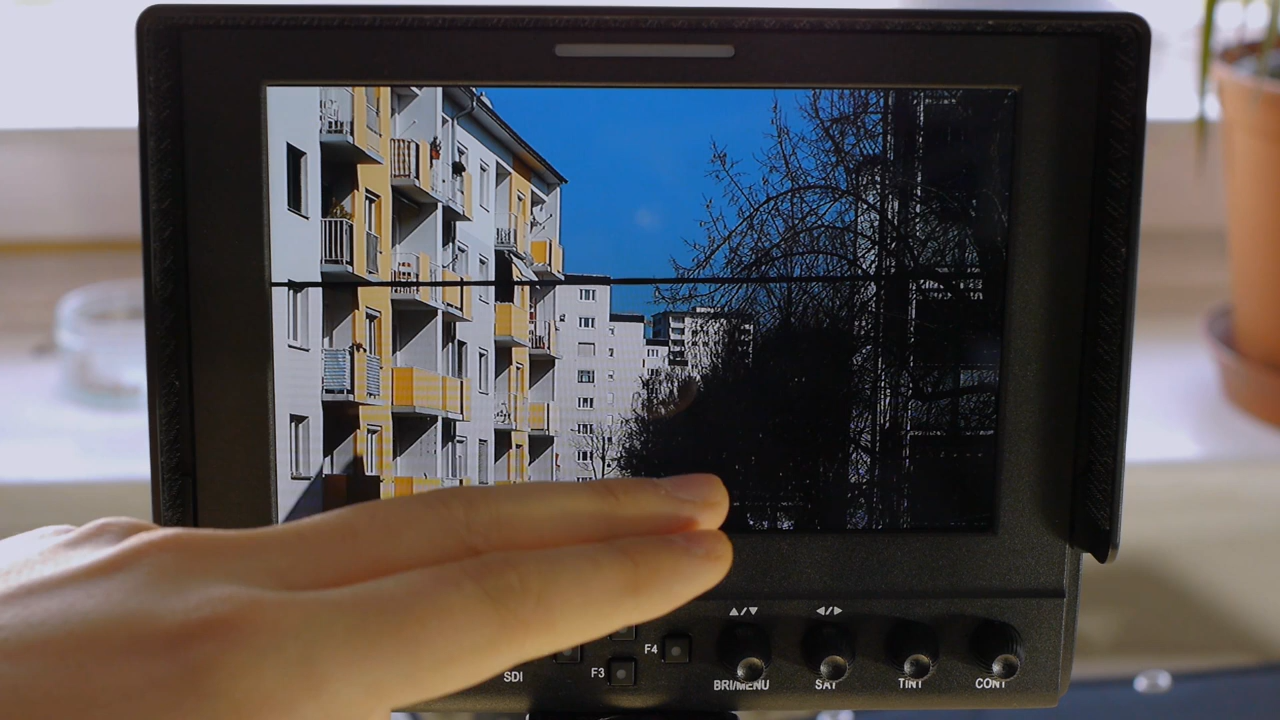 ▲/▼ ◀/▶
F4
F3
SDI BRI/MENU SAT TINT CONT